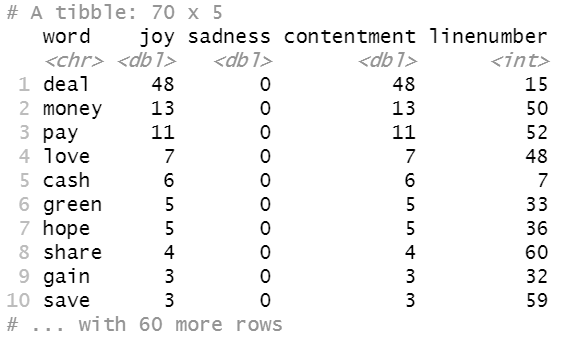 # A tibble: 70 x 5
word joy sadness contentment linenumber
<chr> <dbl> <dbl> <dbl> <int>
1 deal 48 0 48 15
2 money 13 0 13 50
3 pay 11 0 11 52
4 love 7 0 7 48
5 cash 6 0 6 7
6 green 5 0 5 33
7 hope 5 0 5 36
8 share 4 0 4 60
9 gain 3 0 3 32
10 save 3 0 3 59
# ... with 60 more rows